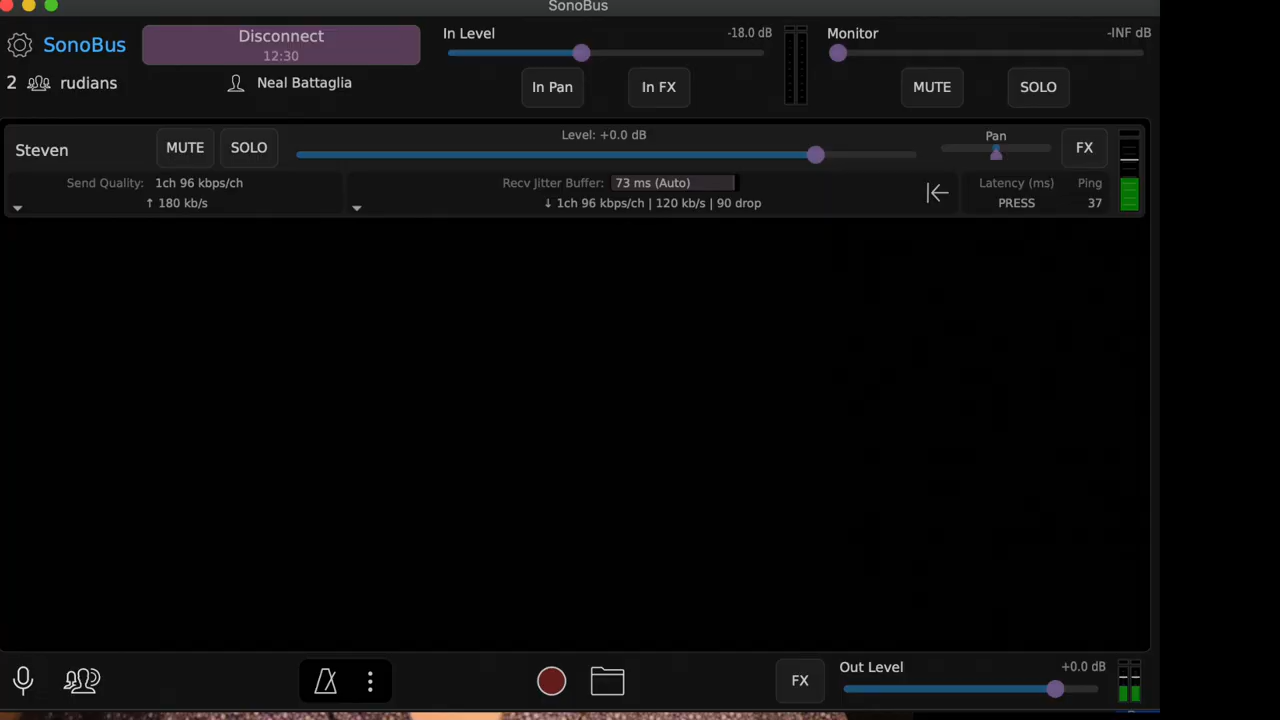 SonoBus
SonoBus
Disconnect
12:30
In Level
-18.0 dB
Monitor
-INF dB
2 rudians
Neal Battaglia
In Pan
In FX
MUTE
SOLO
Steven
MUTE
SOLO
Level: +0.0 dB
Pan
FX
Send Quality: 1ch 96 kbps/ch
↑ 180 kb/s
Recv Jitter Buffer: 73 ms (Auto)
↓ 1ch 96 kbps/ch | 120 kb/s | 90 drop
Latency (ms)
PRESS
Ping
37
FX
Out Level
+0.0 dB